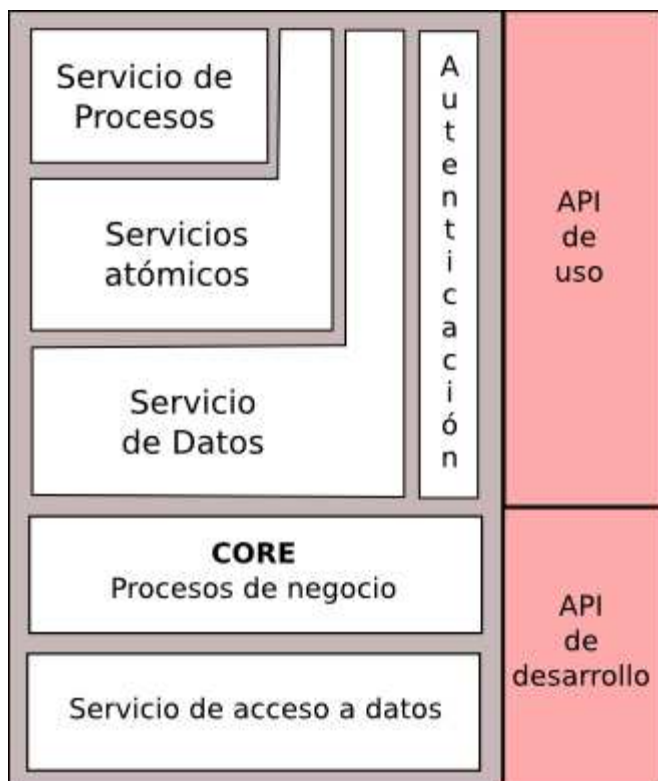 Servicio de
Procesos
Servicios
atómicos
Servicio
de Datos
Autenticación
API
de
uso
CORE
Procesos de negocio
Servicio de acceso a datos
API
de
desarrollo